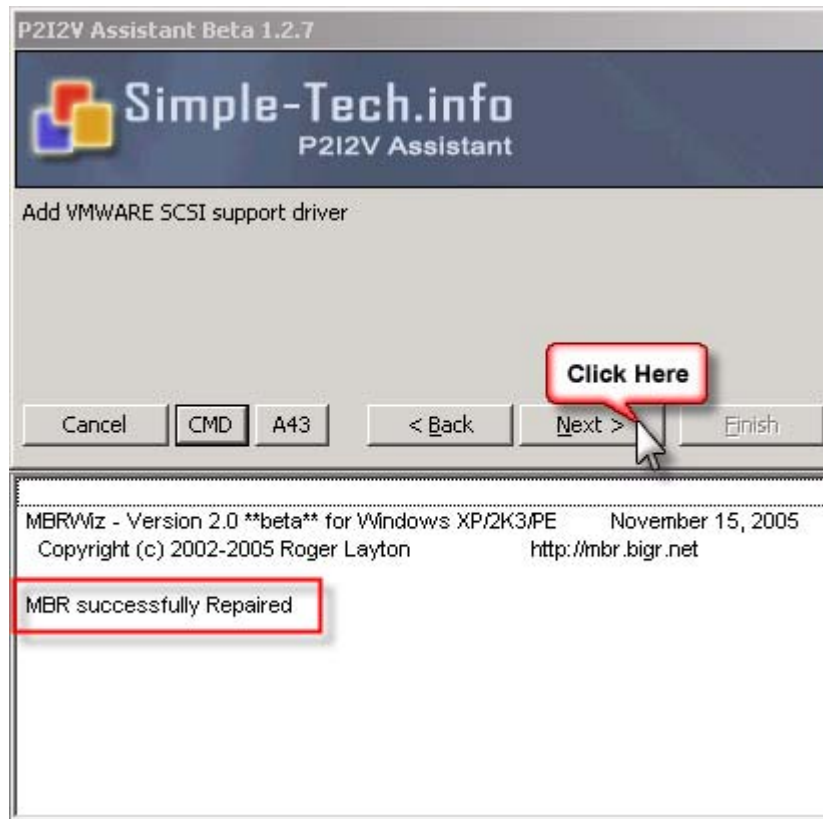 P2I2V Assistant Beta 1.2.7
Simple-Tech.info
P2I2V Assistant
Add VMWARE SCSI support driver
Click Here
Cancel CMD A43 < Back Next > Finish
MBRWiz - Version 2.0 **beta** for Windows XP/2K3/PE November 15, 2005
Copyright (c) 2002-2005 Roger Layton http://mbr.bigr.net
MBR successfully Repaired